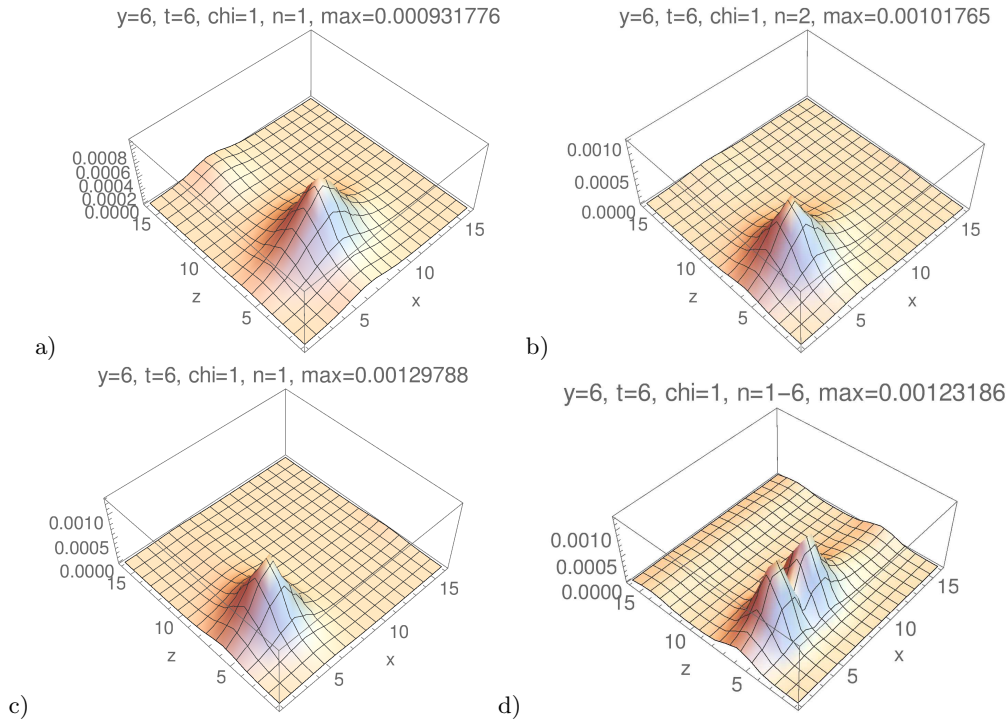 y=6, t=6, chi=1, n=1, max=0.000931776
0.0008
0.0006
0.0004
0.0002
0.0000
15
10
z
5
5
10
x
15
a)
y=6, t=6, chi=1, n=2, max=0.00101765
0.0010
0.0005
0.0000
15
10
z
5
5
10
x
15
b)
y=6, t=6, chi=1, n=1, max=0.00129788
0.0010
0.0005
0.0000
15
10
z
5
5
10
x
15
c)
y=6, t=6, chi=1, n=1−6, max=0.00123186
0.0010
0.0005
0.0000
15
10
z
5
5
10
x
15
d)